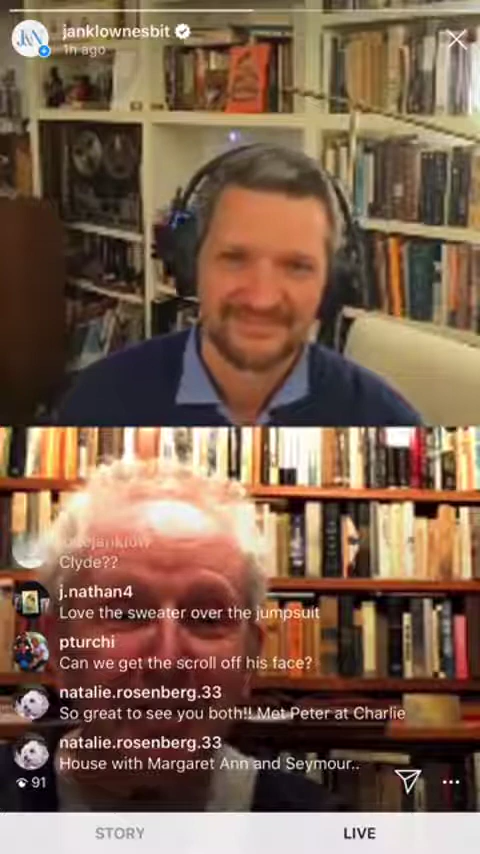 janklownesbit
1h ago
Clyde??
j.nathan4
Love the sweater over the jumpsuit
pturchi
Can we get the scroll off his face?
natalie.rosenberg.33
So great to see you both!! Met Peter at Charlie
natalie.rosenberg.33
House with Margaret Ann and Seymour..
91
STORY
LIVE